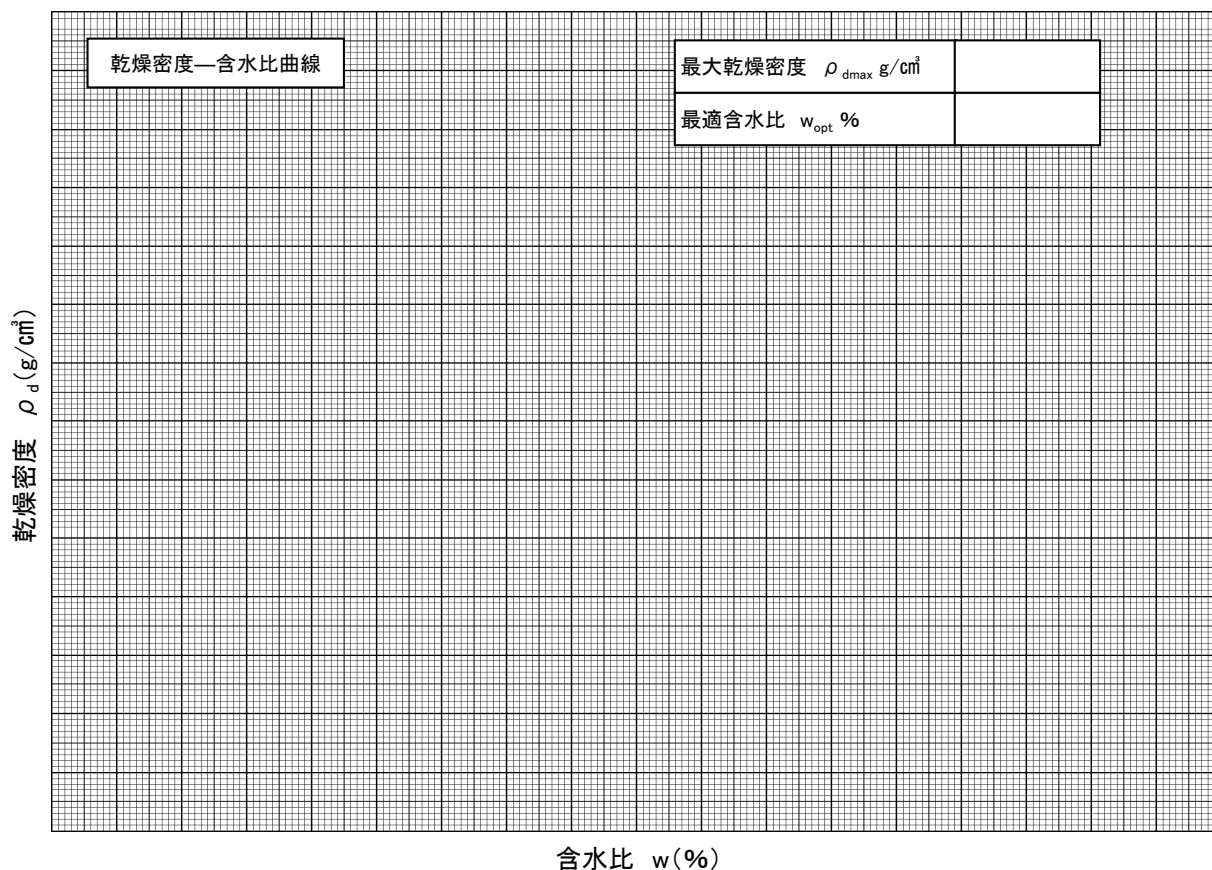 乾燥密度―含水比曲線
最大乾燥密度 ρdmax g/c㎥
最適含水比 wopt %
乾燥密度 ρd(g/c㎥)
含水比 w(%)